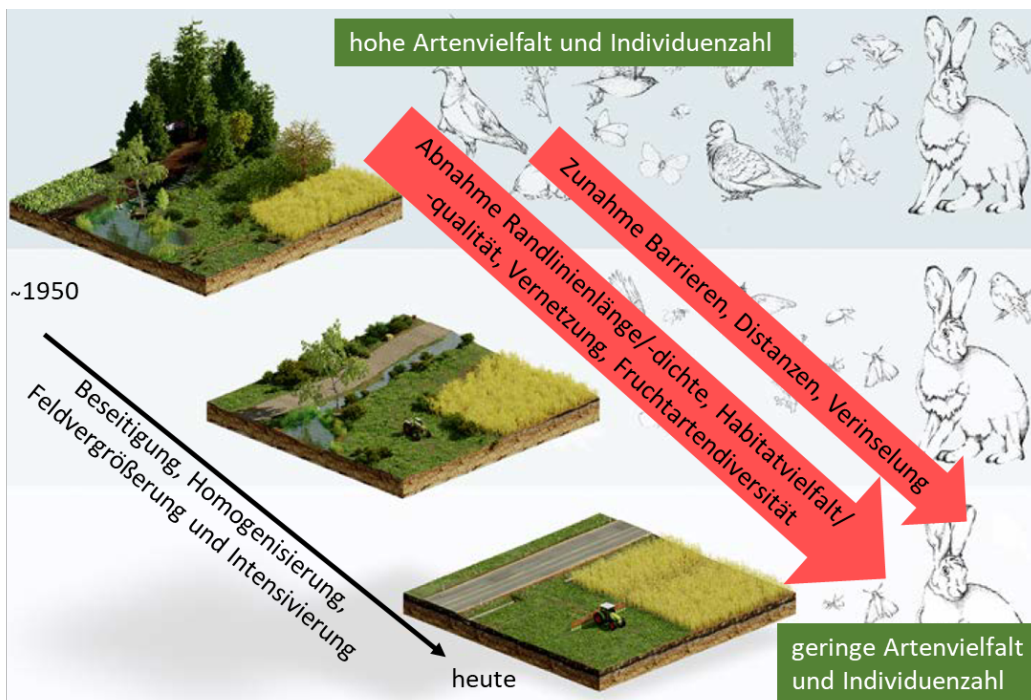 hohe Artenvielfalt und Individuenzahl
Zunahme Barrieren, Distanzen, Verinselung
Abnahme Randlinienlänge/-dichte, Habitatvielfalt/
-qualität, Vernetzung, Fruchtartendiversität
~1950
Beseitigung, Homogenisierung,
Feldvergrößerung und Intensivierung
heute
geringe Artenvielfalt
und Individuenzahl